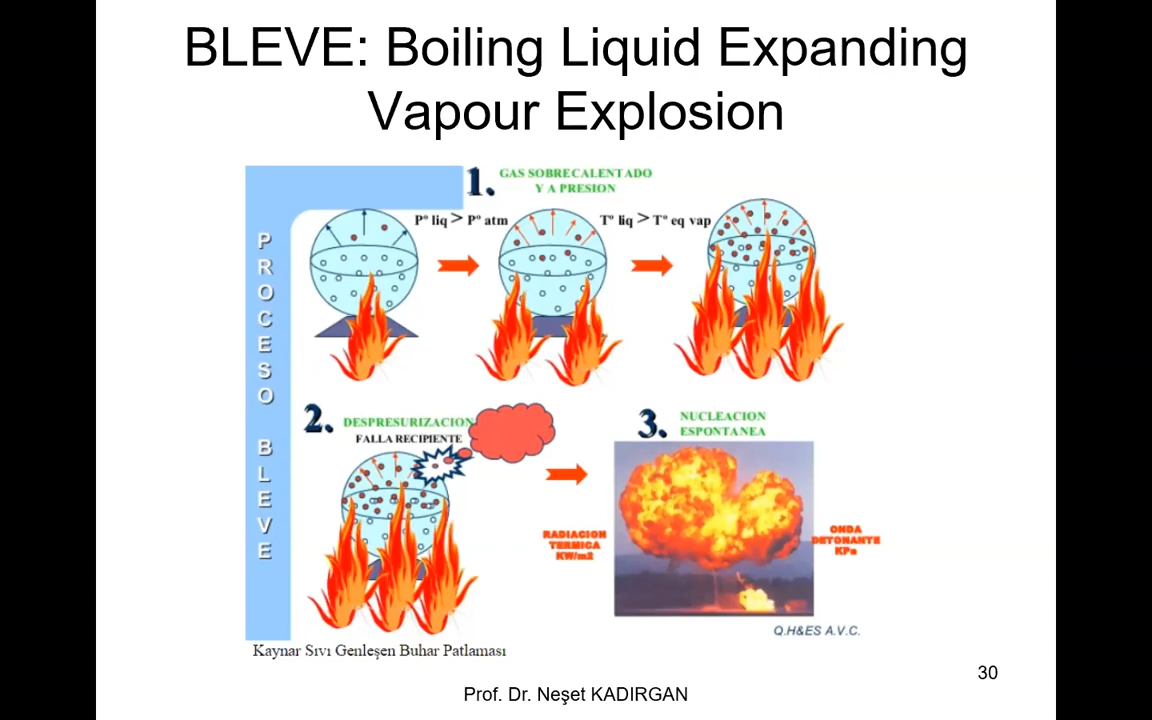 BLEVE: Boiling Liquid Expanding
Vapour Explosion
PROCESO BLEVE
1. GAS SOBRECALENTADO
Y A PRESION
Pº liq > Pº atm
Tº liq > Tº eq vap
2. DESPRESURIZACION
FALLA RECIPIENTE
3. NUCLEACION
ESPONTANEA
RADIACION
TERMICA
KW/m2
ONDA
DETONANTE
KPa
Q.H&ES A.V.C.
Kaynar Sıvı Genleşen Buhar Patlaması
30
Prof. Dr. Neşet KADIRGAN